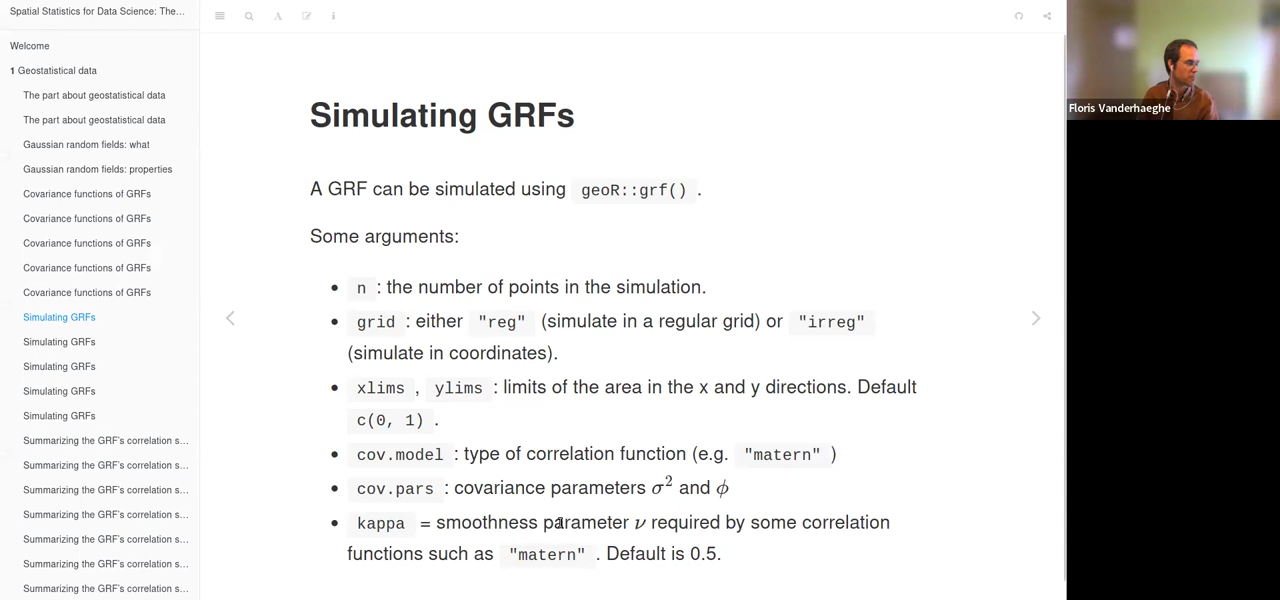 Spatial Statistics for Data Science: The...
Welcome
1 Geostatistical data
The part about geostatistical data
The part about geostatistical data
Gaussian random fields: what
Gaussian random fields: properties
Covariance functions of GRFs
Covariance functions of GRFs
Covariance functions of GRFs
Covariance functions of GRFs
Covariance functions of GRFs
Simulating GRFs
Simulating GRFs
Simulating GRFs
Simulating GRFs
Simulating GRFs
Summarizing the GRF's correlation s...
Summarizing the GRF's correlation s...
Summarizing the GRF's correlation s...
Summarizing the GRF's correlation s...
Summarizing the GRF's correlation s...
Summarizing the GRF's correlation s...
Summarizing the GRF's correlation s...
Simulating GRFs
A GRF can be simulated using geoR::grf() .
Some arguments:
• n : the number of points in the simulation.
• grid : either "reg" (simulate in a regular grid) or "irreg"
(simulate in coordinates).
• xlims , ylims : limits of the area in the x and y directions. Default
c(0, 1) .
• cov.model : type of correlation function (e.g. "matern" )
• cov.pars : covariance parameters σ² and ϕ
• kappa = smoothness parameter ν required by some correlation
functions such as "matern" . Default is 0.5.
Floris Vanderhaeghe